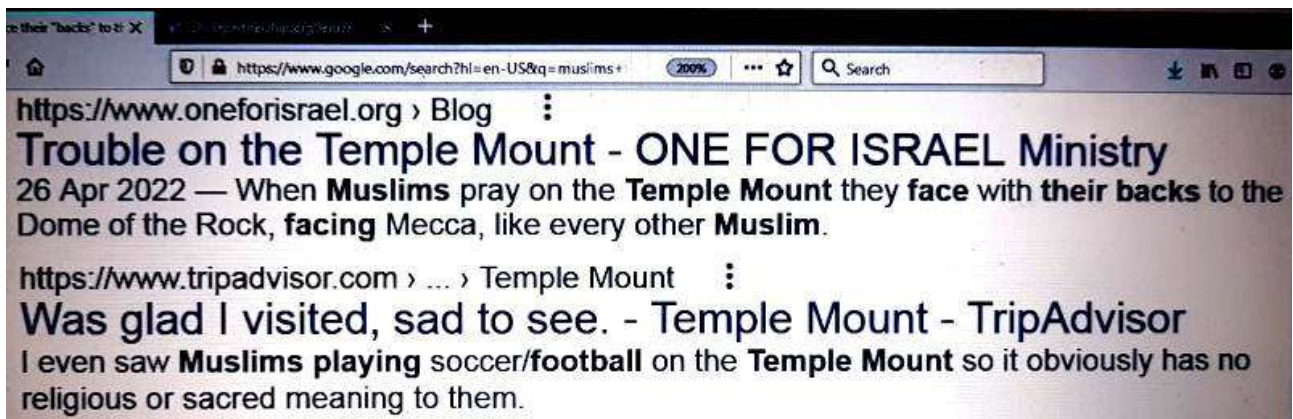 ce their "backs" to t X
+
https://www.google.com/search?hl=en-US&q=muslims+ 200% ... Search
https://www.oneforisrael.org › Blog
Trouble on the Temple Mount - ONE FOR ISRAEL Ministry
26 Apr 2022 — When Muslims pray on the Temple Mount they face with their backs to the
Dome of the Rock, facing Mecca, like every other Muslim.
https://www.tripadvisor.com › ... › Temple Mount
Was glad I visited, sad to see. - Temple Mount - TripAdvisor
I even saw Muslims playing soccer/football on the Temple Mount so it obviously has no
religious or sacred meaning to them.